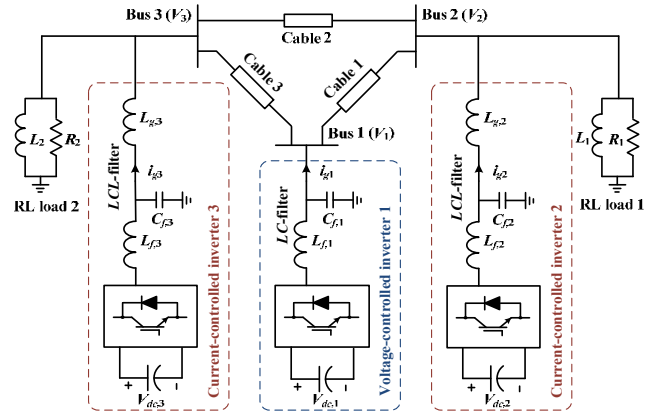 Bus 3 (V3)
Cable 2
Bus 2 (V2)
Cable 3
Cable 1
Bus 1 (V1)
L2
R2
RL load 2
Lg,3
ig3
LCL-filter
Cf,3
Lf,3
Vdc,3
+
-
Current-controlled inverter 3
ig1
LC-filter
Cf,1
Lf,1
Vdc,1
+
-
Voltage-controlled inverter 1
Lg,2
ig2
LCL-filter
Cf,2
Lf,2
Vdc,2
+
-
Current-controlled inverter 2
L1
R1
RL load 1